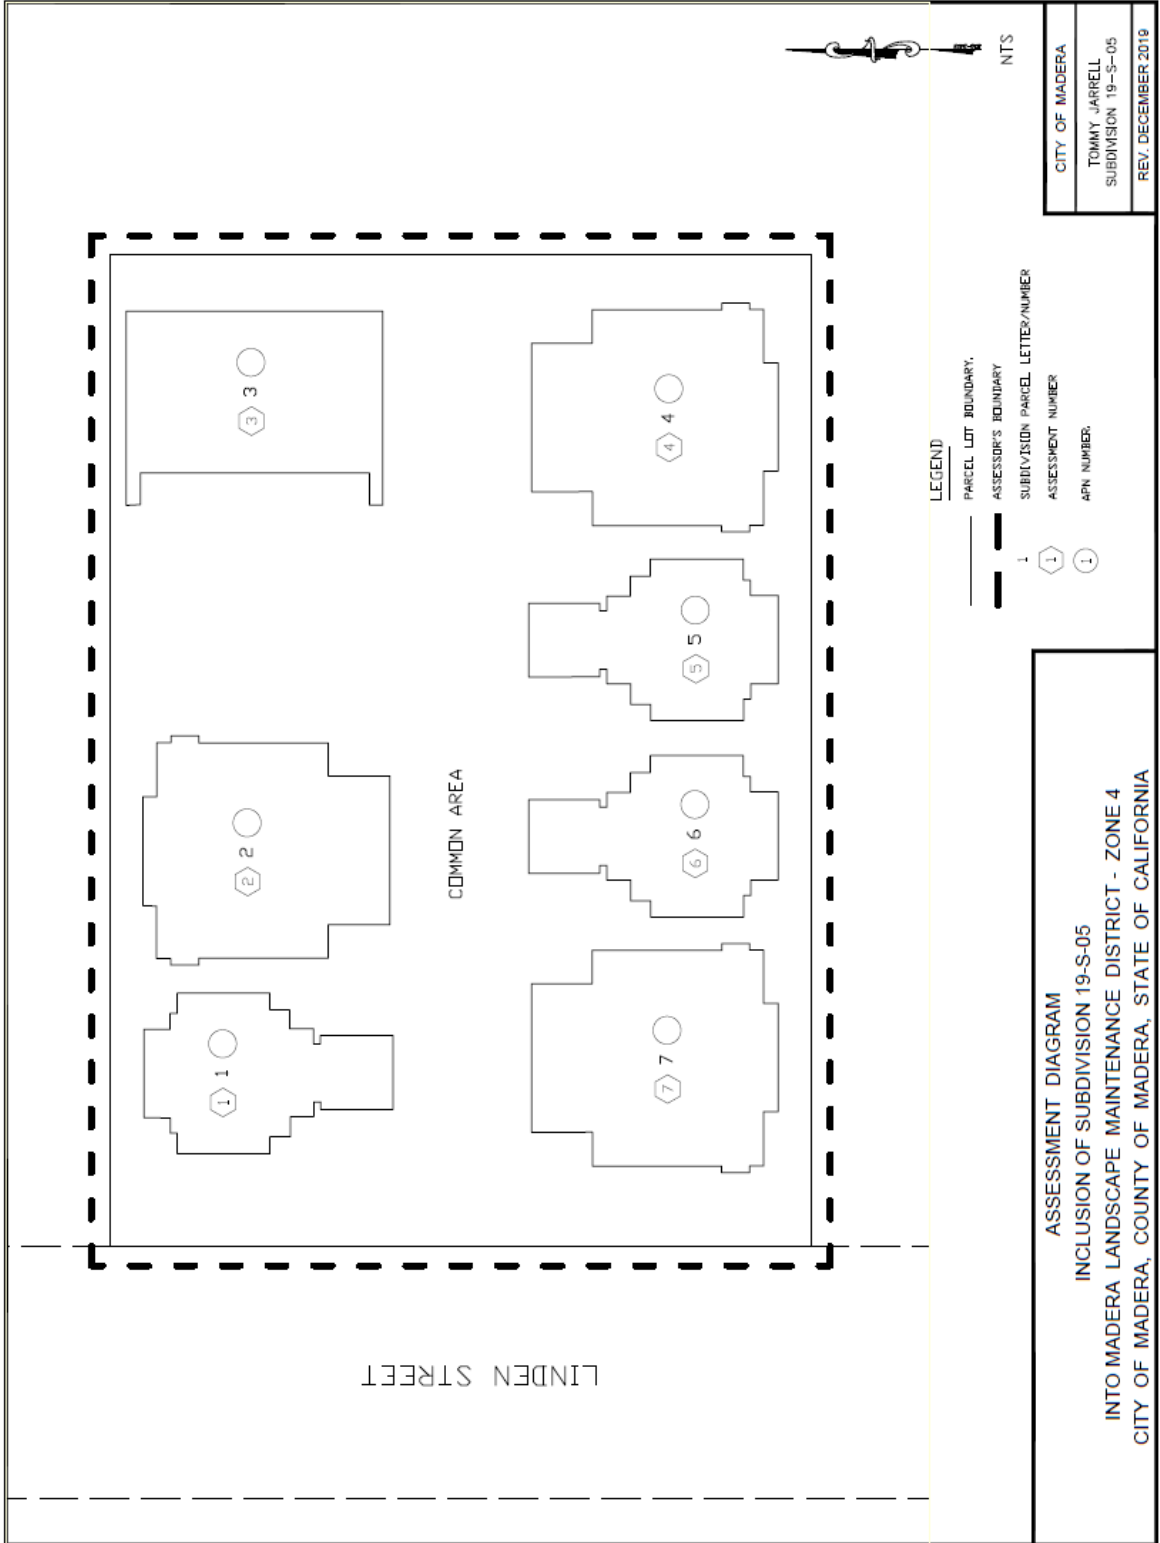 NTS
CITY OF MADERA
TOMMY JARRELL
SUBDIVISION 19-S-05
REV. DECEMBER 2019
3 3
4 4
2 2
5 5
COMMON AREA
6 6
1 1
7 7
LINDEN STREET
LEGEND
PARCEL LOT BOUNDARY.
ASSESSOR'S BOUNDARY
1 SUBDIVISION PARCEL LETTER/NUMBER
1 ASSESSMENT NUMBER
1 APN NUMBER.
ASSESSMENT DIAGRAM
INCLUSION OF SUBDIVISION 19-S-05
INTO MADERA LANDSCAPE MAINTENANCE DISTRICT - ZONE 4
CITY OF MADERA, COUNTY OF MADERA, STATE OF CALIFORNIA